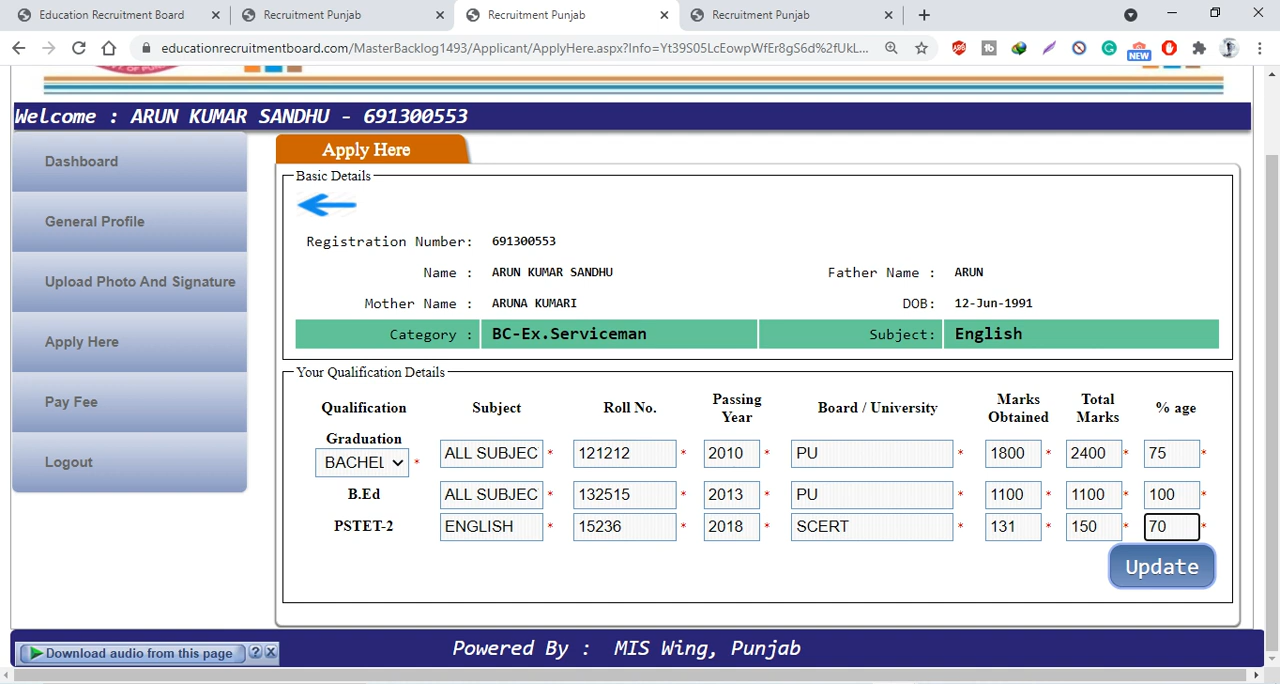 Education Recruitment Board
Recruitment Punjab
Recruitment Punjab
Recruitment Punjab
educationrecruitmentboard.com/MasterBacklog1493/Applicant/ApplyHere.aspx?Info=Yt39S05LcEowpWfEr8gSOd%2fUkL...
NEW
Welcome : ARUN KUMAR SANDHU - 691300553
Dashboard
General Profile
Upload Photo And Signature
Apply Here
Pay Fee
Logout
Apply Here
Basic Details
Registration Number: 691300553
Name : ARUN KUMAR SANDHU Father Name : ARUN
Mother Name : ARUNA KUMARI DOB: 12-Jun-1991
Category : BC-Ex.Serviceman Subject: English
Your Qualification Details
Qualification Subject Roll No. Passing Year Board / University Marks Obtained Total Marks % age
Graduation
BACHEL * ALL SUBJEC * 121212 * 2010 * PU * 1800 * 2400 * 75 *
B.Ed ALL SUBJEC * 132515 * 2013 * PU * 1100 * 1100 * 100 *
PSTET-2 ENGLISH * 15236 * 2018 * SCERT * 131 * 150 * 70 *
Update
Download audio from this page ? X
Powered By : MIS Wing, Punjab